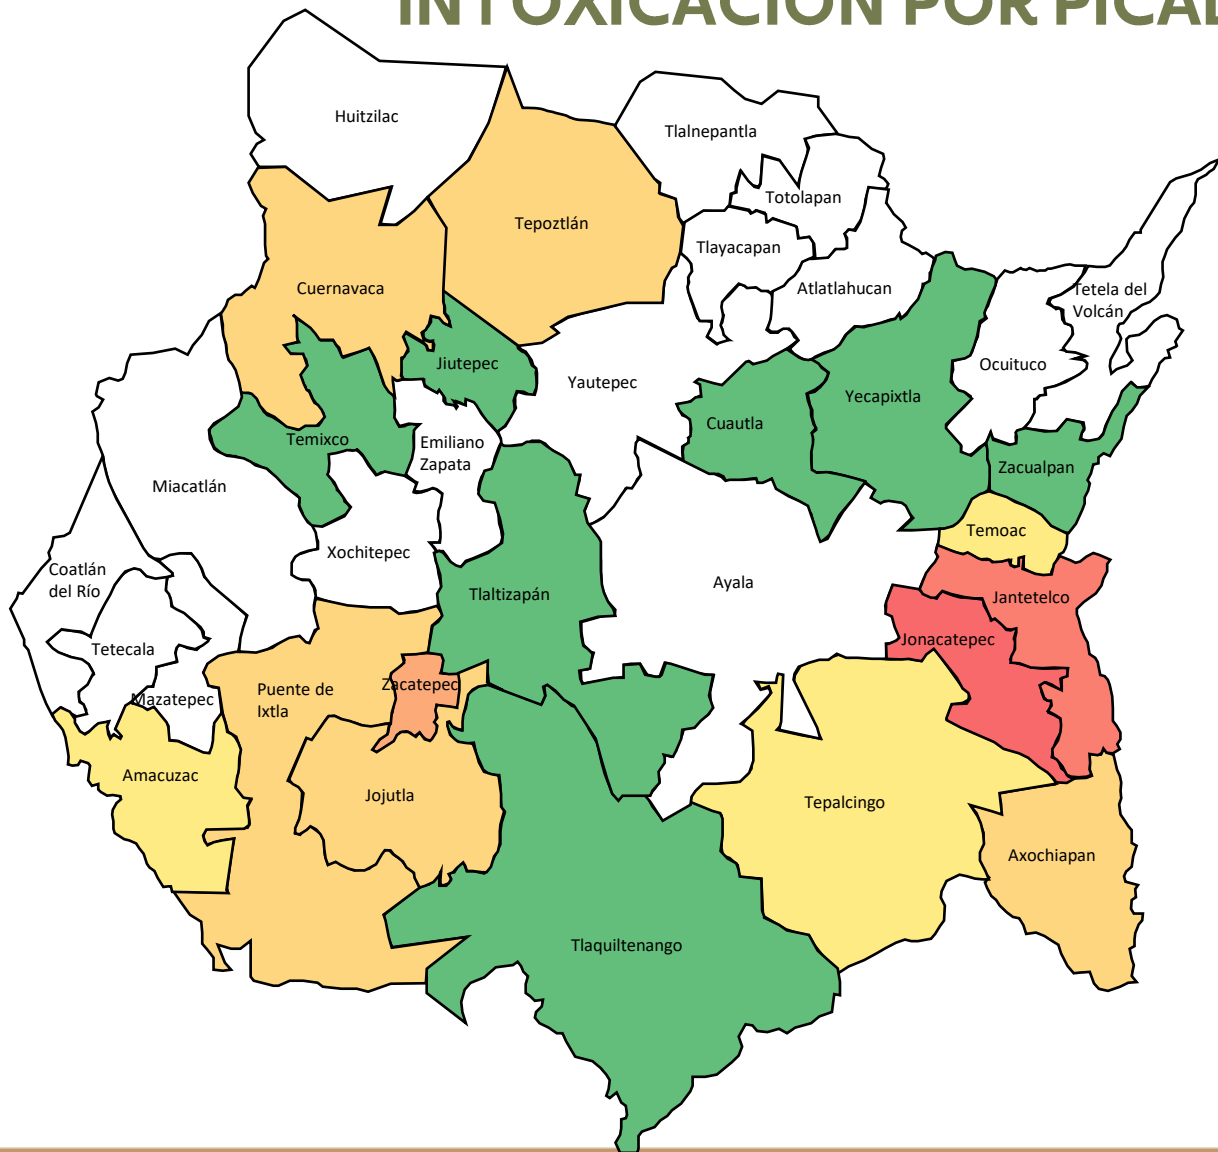 INTOXICACIÓN POR PICAD
Huitzilac
Tlalnepantla
Totolapan
Tepoztlán
Tlayacapan
Cuernavaca
Atlatlahucan
Tetela del
Volcán
Jiutepec
Ocuituco
Yautepec
Yecapixtla
Cuautla
Temixco
Emiliano
Zapata
Zacualpan
Miacatlán
Temoac
Xochitepec
Coatlán
del Río
Ayala
Tlaltizapán
Jantetelco
Jonacatepec
Tetecala
Zacatepec
Puente de
Ixtla
Mazatepec
Amacuzac
Jojutla
Tepalcingo
Axochiapan
Tlaquiltenango